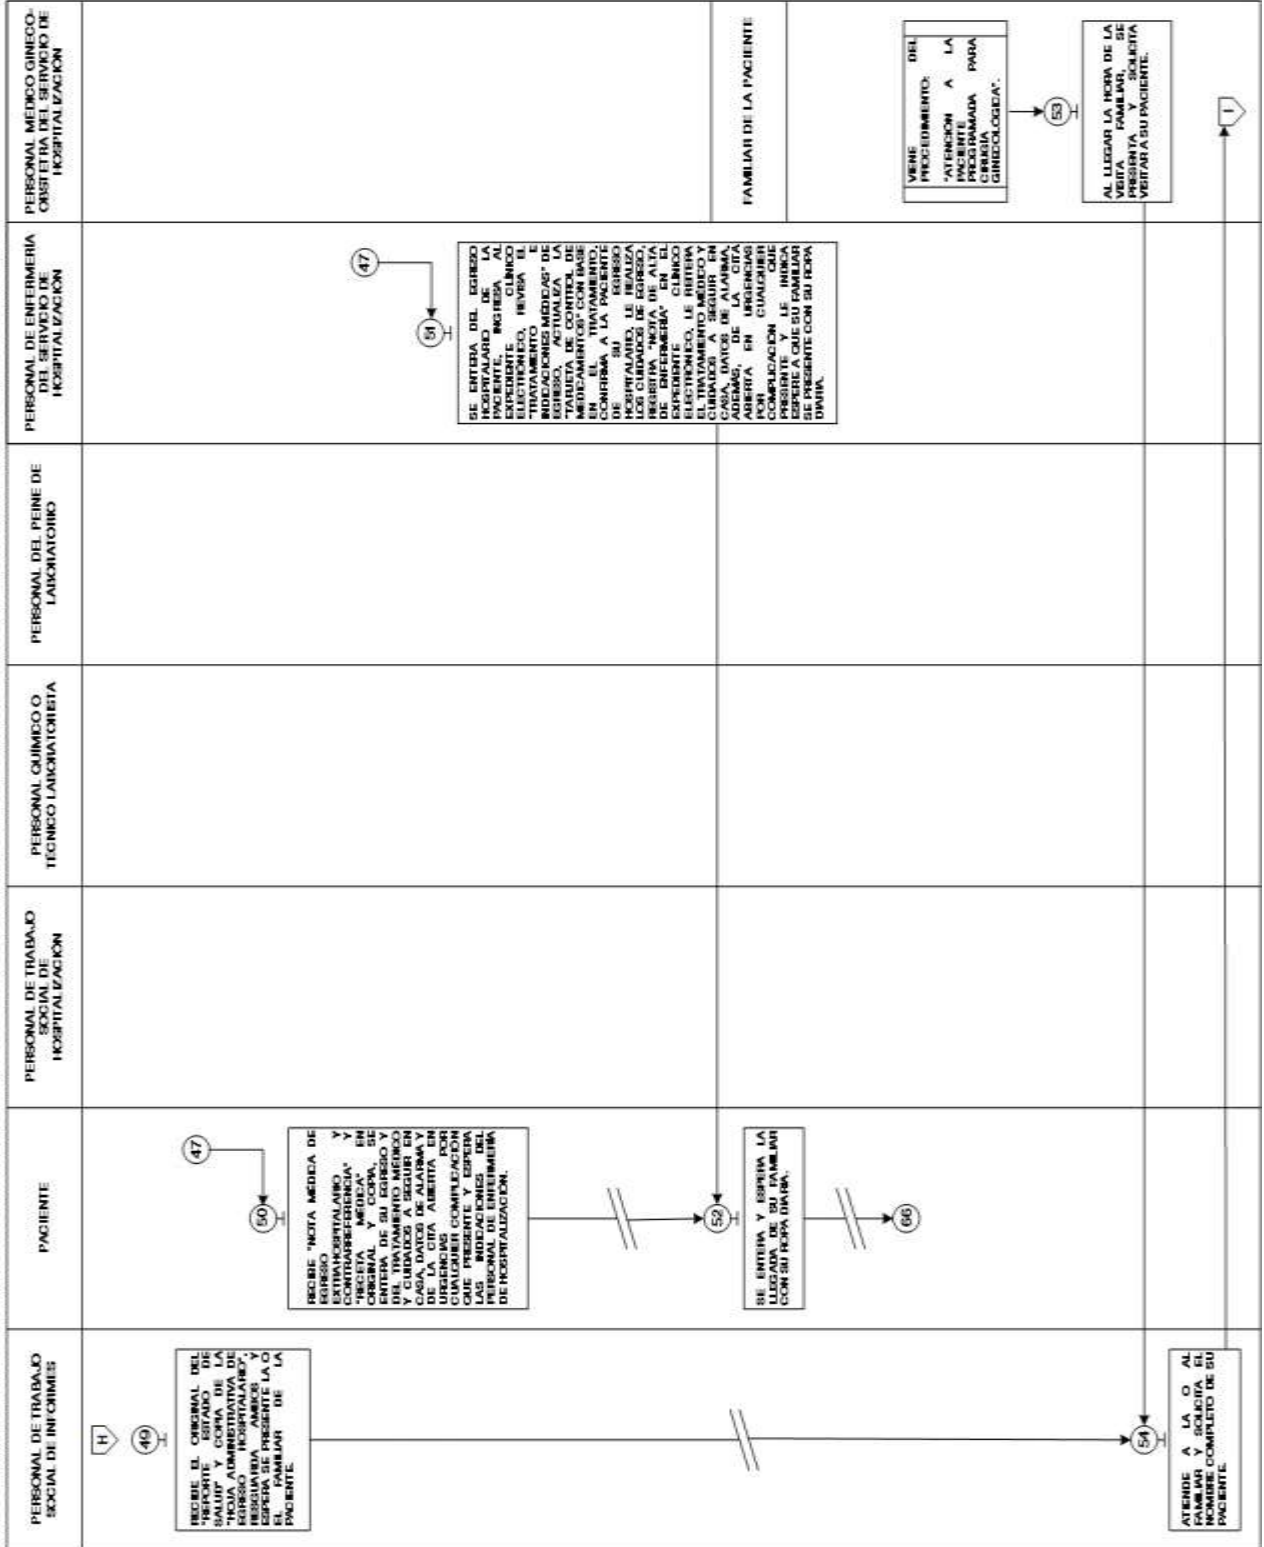 PERSONAL DE TRABAJO
SOCIAL DE INFORMES
PACIENTE
PERSONAL DE TRABAJO
SOCIAL DE
HOSPITALIZACIÓN
PERSONAL QUÍMICO O
TÉCNICO LABORATORISTA
PERSONAL DEL PEINE DE
LABORATORIO
PERSONAL DE ENFERMERÍA
DEL SERVICIO DE
HOSPITALIZACIÓN
PERSONAL MÉDICO GINECO-
OBSTETRA DEL SERVICIO DE
HOSPITALIZACIÓN
H
49
RECIBE EL ORIGINAL DEL
"REPORTE ESTADO DE
SALUD" Y COPIA DE LA
"HOJA ADMINISTRATIVA DE
EGRESO HOSPITALARIO",
RESGUARDA AMBOS Y
ESPERA SE PRESENTE LA O
EL FAMILIAR DE LA
PACIENTE.
47
50
RECIBE "NOTA MÉDICA DE
EGRESO
EXTRAHOSPITALARIO Y
CONTRARREFERENCIA" Y
"RECETA MÉDICA" EN
ORIGINAL Y COPIA, SE
ENTERA DE SU EGRESO Y
DEL TRATAMIENTO MÉDICO
Y CUIDADOS A SEGUIR EN
CASA, DATOS DE ALARMA Y
DE LA CITA ABIERTA EN
URGENCIAS POR
CUALQUIER COMPLICACIÓN
QUE PRESENTE Y ESPERA
LAS INDICACIONES DEL
PERSONAL DE ENFERMERÍA
DE HOSPITALIZACIÓN.
47
51
SE ENTERA DEL EGRESO
HOSPITALARIO DE LA
PACIENTE, INGRESA AL
EXPEDIENTE CLÍNICO
ELECTRÓNICO, REVISA EL
"TRATAMIENTO E
INDICACIONES MÉDICAS" DE
EGRESO, ACTUALIZA LA
"TARJETA DE CONTROL DE
MEDICAMENTOS" CON BASE
EN EL TRATAMIENTO,
CONFIRMA A LA PACIENTE
DE SU EGRESO
HOSPITALARIO, LE REALIZA
LOS CUIDADOS DE EGRESO,
REGISTRA "NOTA DE ALTA
DE ENFERMERÍA" EN EL
EXPEDIENTE CLÍNICO
ELECTRÓNICO, LE REITERA
EL TRATAMIENTO MÉDICO Y
CUIDADOS A SEGUIR EN
CASA, DATOS DE ALARMA,
ADEMÁS, DE LA CITA
ABIERTA EN URGENCIAS
POR CUALQUIER
COMPLICACIÓN QUE
PRESENTE Y LE INDICA
ESPERE A QUE SU FAMILIAR
SE PRESENTE CON SU ROPA
DIARIA.
52
SE ENTERA Y ESPERA LA
LLEGADA DE SU FAMILIAR
CON SU ROPA DIARIA.
66
FAMILIAR DE LA PACIENTE
VIENE DEL
PROCEDIMIENTO:
"ATENCIÓN A LA
PACIENTE
PROGRAMADA PARA
CIRUGÍA
GINECOLÓGICA".
53
AL LLEGAR LA HORA DE LA
VISITA FAMILIAR, SE
PRESENTA Y SOLICITA
VISITAR A SU PACIENTE.
54
ATIENDE A LA O AL
FAMILIAR Y SOLICITA EL
NOMBRE COMPLETO DE SU
PACIENTE.
I